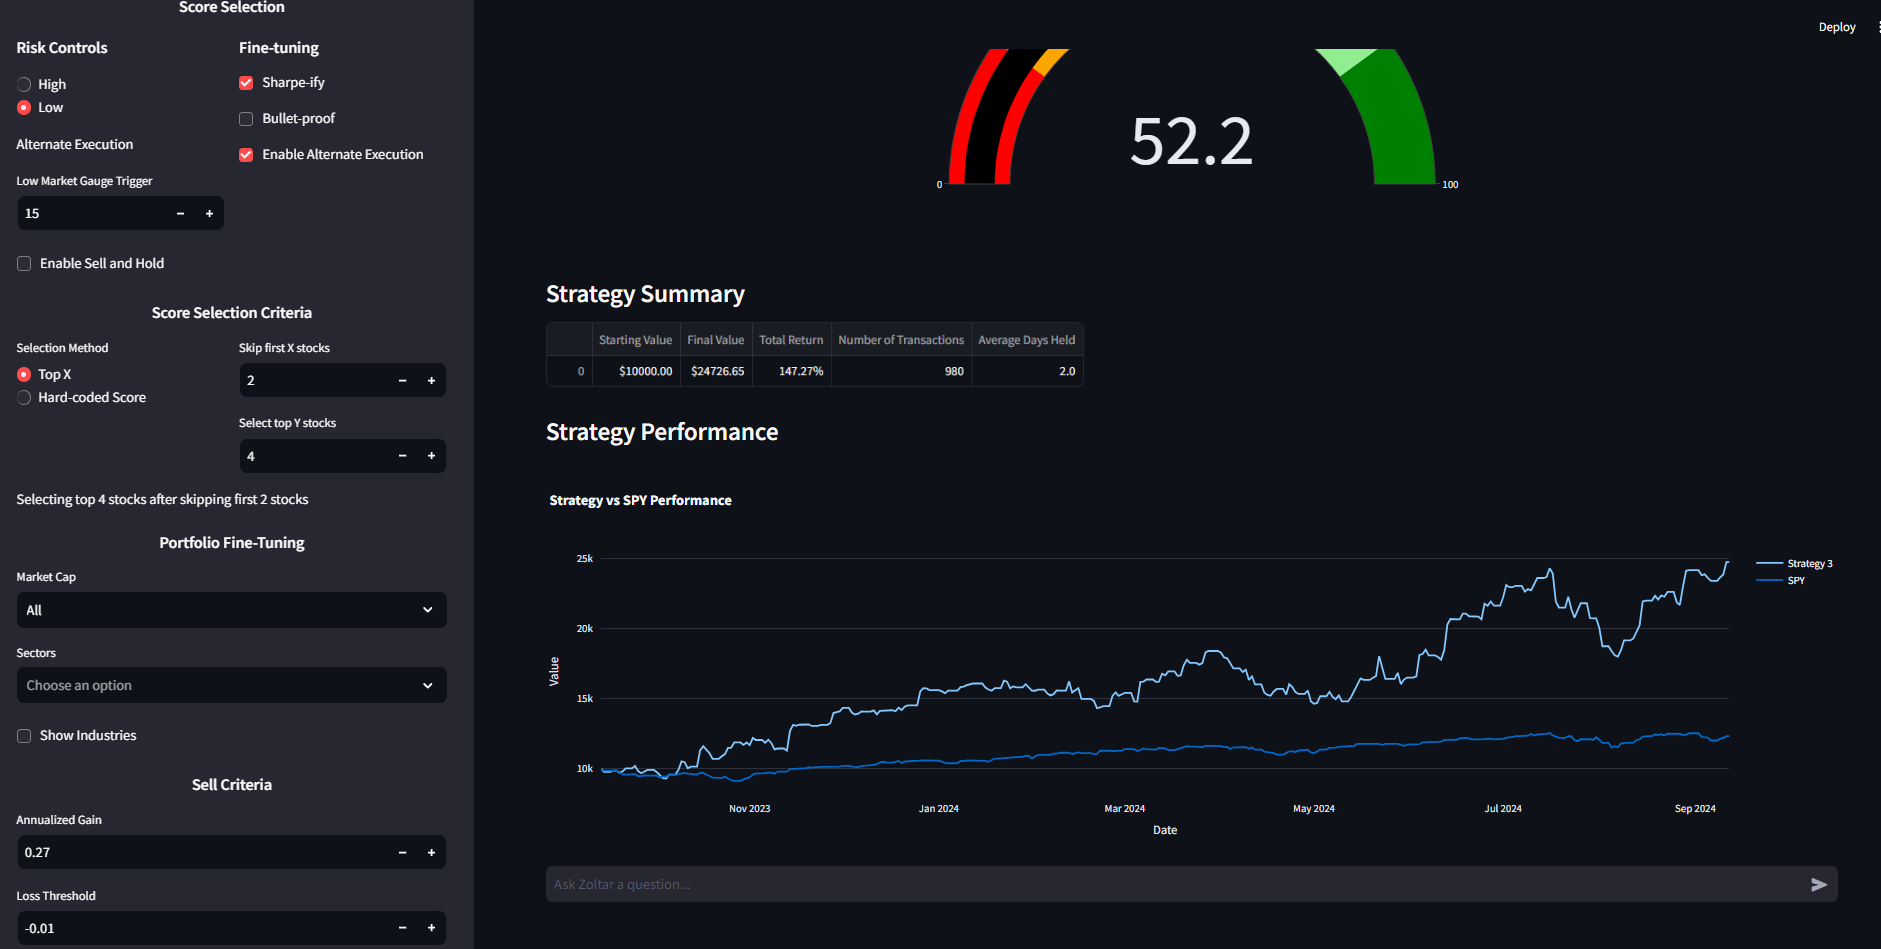 Score Selection
Risk Controls
Fine-tuning
High
Low
Sharpe-ify
Bullet-proof
Alternate Execution
Enable Alternate Execution
Low Market Gauge Trigger
15
− +
Enable Sell and Hold
Score Selection Criteria
Selection Method
Top X
Hard-coded Score
Skip first X stocks
2
− +
Select top Y stocks
4
− +
Selecting top 4 stocks after skipping first 2 stocks
Portfolio Fine-Tuning
Market Cap
All
Sectors
Choose an option
Show Industries
Sell Criteria
Annualized Gain
0.27
− +
Loss Threshold
-0.01
− +
Deploy
52.2
0
100
Strategy Summary
Starting Value Final Value Total Return Number of Transactions Average Days Held
0 $10000.00 $24726.65 147.27% 980 2.0
Strategy Performance
Strategy vs SPY Performance
25k
20k
15k
10k
Value
Nov 2023 Jan 2024 Mar 2024 May 2024 Jul 2024 Sep 2024
Date
Strategy 3
SPY
Ask Zoltar a question...